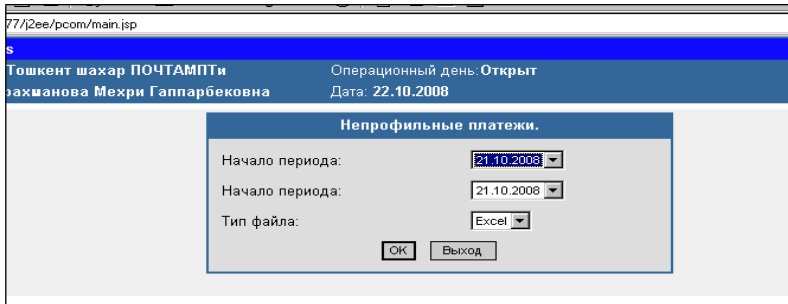 77/j2ee/pcom/main.jsp
s
Тошкент шахар ПОЧТАМПТи Операционный день:Открыт
рахманова Мехри Гаппарбековна Дата: 22.10.2008
Непрофильные платежи.
Начало периода: 21.10.2008
Начало периода: 21.10.2008
Тип файла: Excel
OK Выход